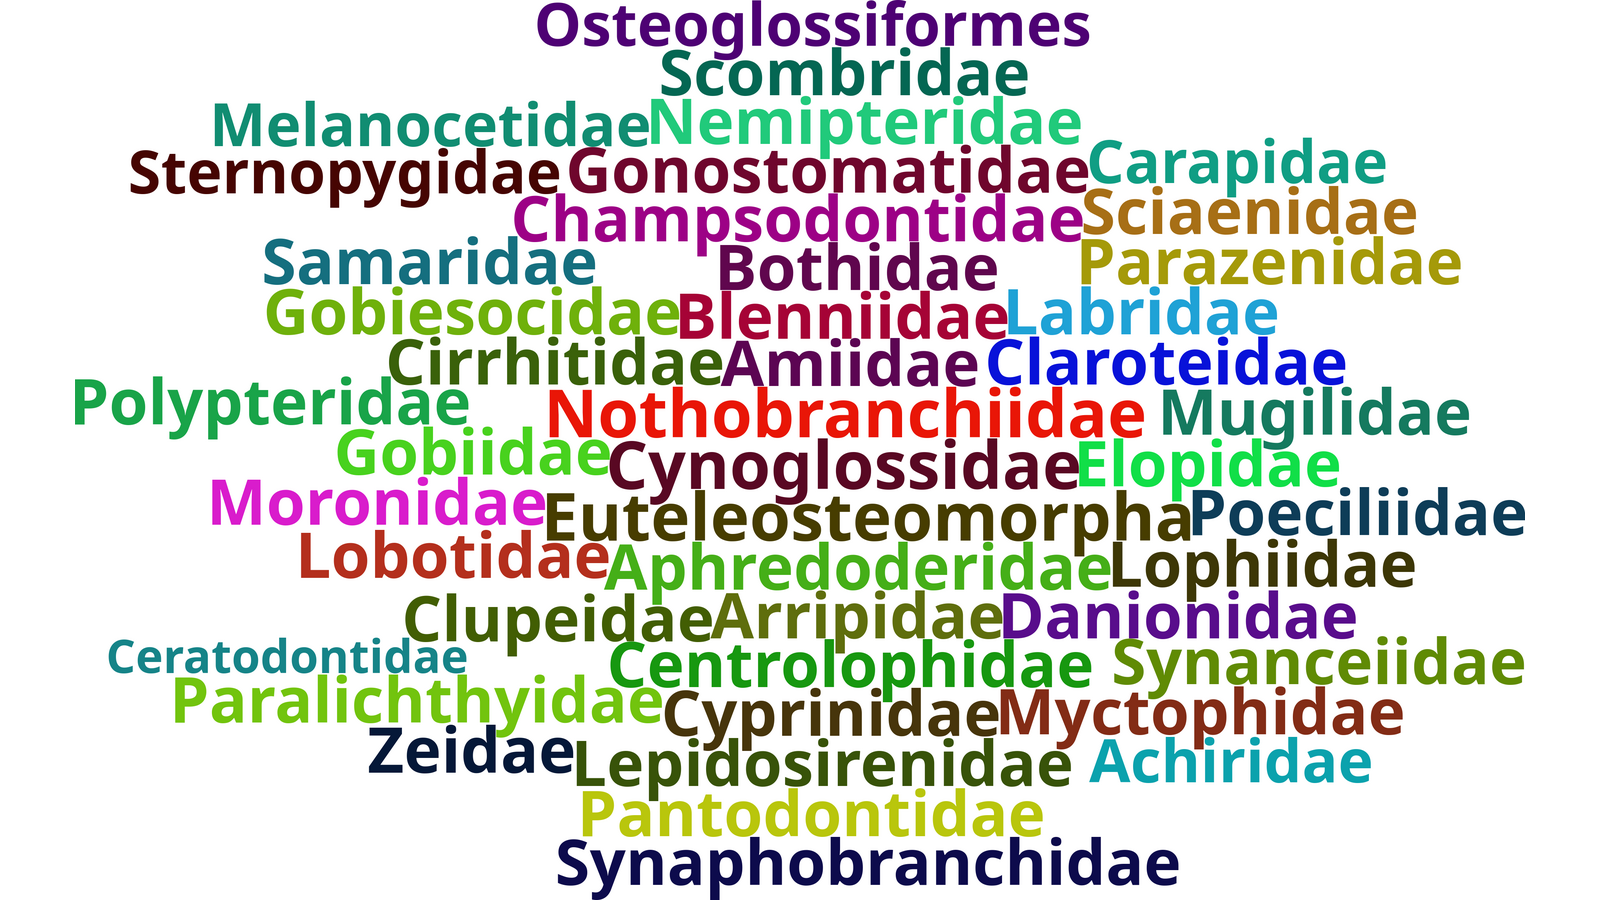 Osteoglossiformes
Scombridae
Melanocetidae Nemipteridae
Sternopygidae Gonostomatidae Carapidae
Champsodontidae Sciaenidae
Samaridae Bothidae Parazenidae
Gobiesocidae Blenniidae Labridae
Cirrhitidae Amiidae Claroteidae
Polypteridae Nothobranchiidae Mugilidae
Gobiidae Cynoglossidae Elopidae
Moronidae Euteleosteomorpha Poeciliidae
Lobotidae Aphredoderidae Lophiidae
Clupeidae Arripidae Danionidae
Ceratodontidae Centrolophidae Synanceiidae
Paralichthyidae Cyprinidae Myctophidae
Zeidae Lepidosirenidae Achiridae
Pantodontidae
Synaphobranchidae